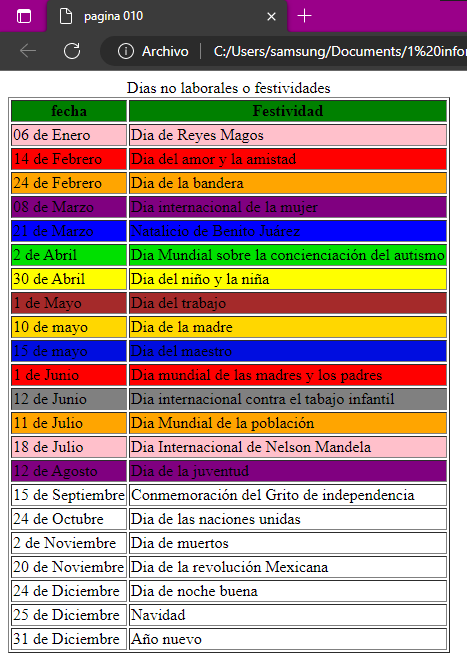 pagina 010
Archivo | C:/Users/samsung/Documents/1%20infor
Dias no laborales o festividades
fecha Festividad
06 de Enero Dia de Reyes Magos
14 de Febrero Dia del amor y la amistad
24 de Febrero Dia de la bandera
08 de Marzo Dia internacional de la mujer
21 de Marzo Natalicio de Benito Juarez
2 de Abril Dia Mundial sobre la concienciación del autismo
30 de Abril Dia del niño y la niña
1 de Mayo Dia del trabajo
10 de mayo Dia de la madre
15 de mayo Dia del maestro
1 de Junio Dia mundial de las madres y los padres
12 de Junio Dia internacional contra el tabajo infantil
11 de Julio Dia Mundial de la población
18 de Julio Dia Internacional de Nelson Mandela
12 de Agosto Dia de la juventud
15 de Septiembre Conmemoración del Grito de independencia
24 de Octubre Dia de las naciones unidas
2 de Noviembre Dia de muertos
20 de Noviembre Dia de la revolución Mexicana
24 de Diciembre Dia de noche buena
25 de Diciembre Navidad
31 de Diciembre Año nuevo